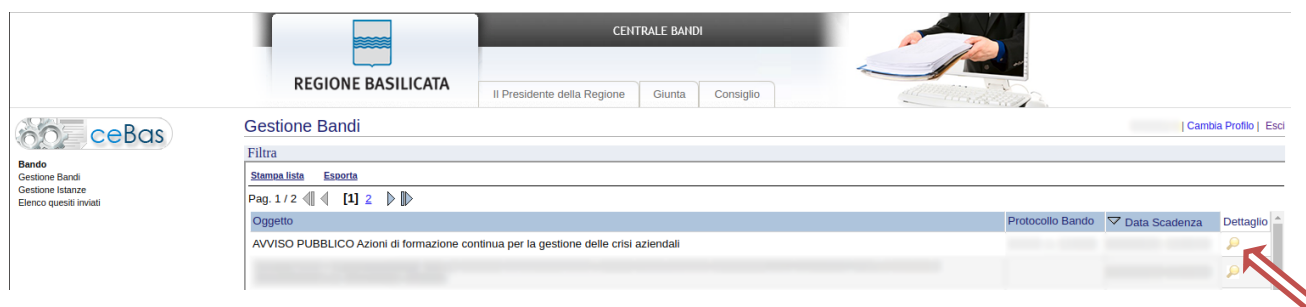 CENTRALE BANDI
REGIONE BASILICATA
Il Presidente della Regione Giunta Consiglio
ceBas
Gestione Bandi
| Cambia Profilo | Esci
Filtra
Bando
Gestione Bandi
Gestione Istanze
Elenco quesiti inviati
Stampa lista Esporta
Pag. 1 / 2 [1] 2
Oggetto Protocollo Bando Data Scadenza Dettaglio
AVVISO PUBBLICO Azioni di formazione continua per la gestione delle crisi aziendali